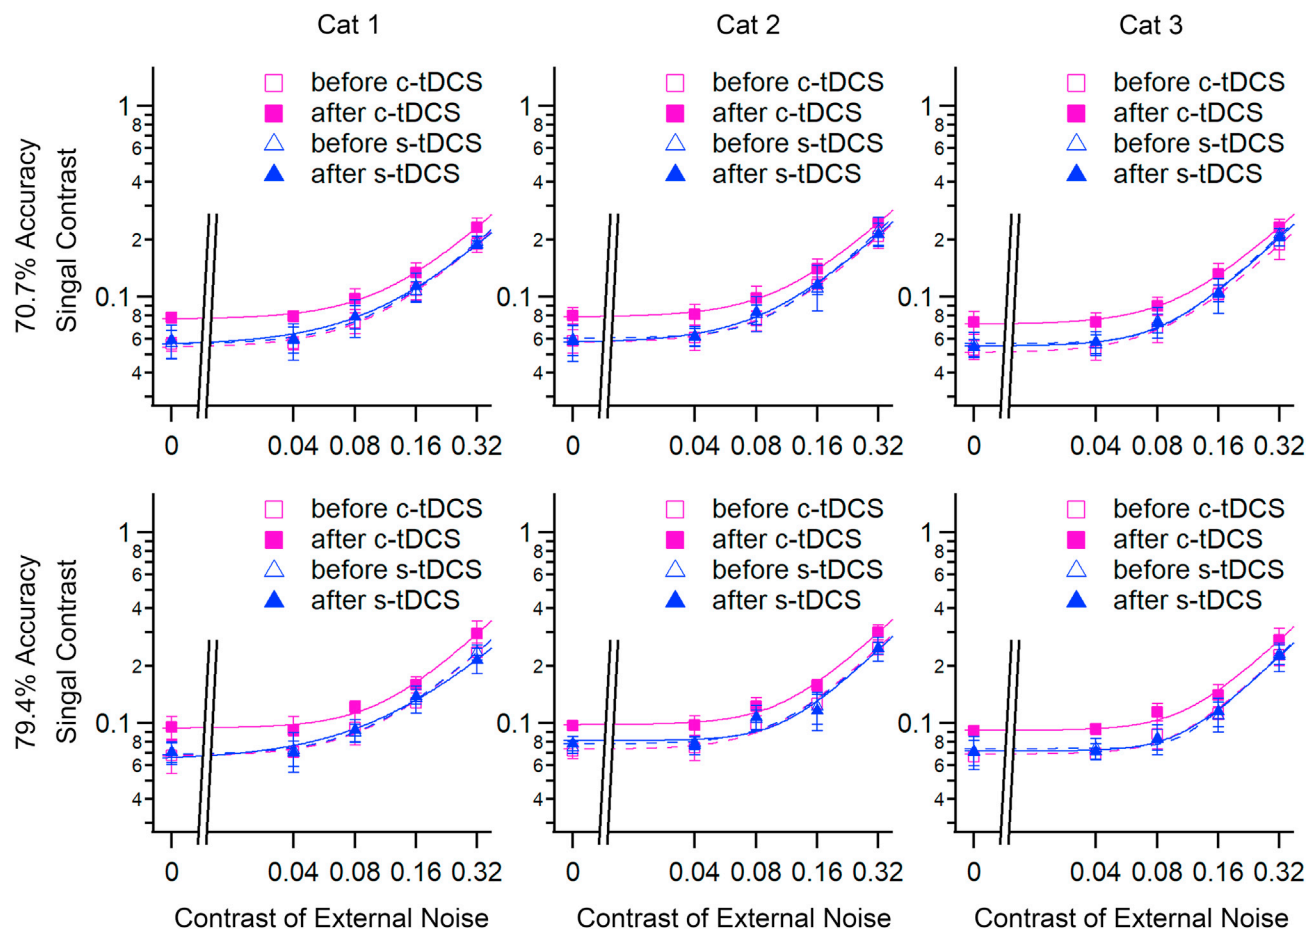 Cat 1
Cat 2
Cat 3
70.7% Accuracy
Singal Contrast
1
8
6
4
2
0.1
8
6
4
before c-tDCS
after c-tDCS
before s-tDCS
after s-tDCS
0 0.04 0.08 0.16 0.32
1
8
6
4
2
0.1
8
6
4
before c-tDCS
after c-tDCS
before s-tDCS
after s-tDCS
0 0.04 0.08 0.16 0.32
1
8
6
4
2
0.1
8
6
4
before c-tDCS
after c-tDCS
before s-tDCS
after s-tDCS
0 0.04 0.08 0.16 0.32
79.4% Accuracy
Singal Contrast
1
8
6
4
2
0.1
8
6
4
before c-tDCS
after c-tDCS
before s-tDCS
after s-tDCS
0 0.04 0.08 0.16 0.32
Contrast of External Noise
1
8
6
4
2
0.1
8
6
4
before c-tDCS
after c-tDCS
before s-tDCS
after s-tDCS
0 0.04 0.08 0.16 0.32
Contrast of External Noise
1
8
6
4
2
0.1
8
6
4
before c-tDCS
after c-tDCS
before s-tDCS
after s-tDCS
0 0.04 0.08 0.16 0.32
Contrast of External Noise